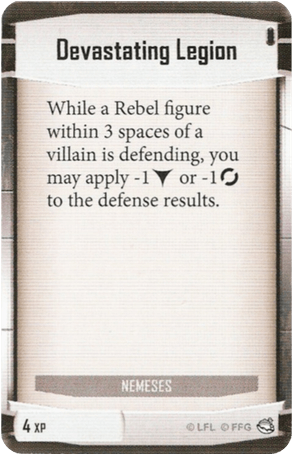 Devastating Legion
While a Rebel figure
within 3 spaces of a
villain is defending, you
may apply -1 or -1
to the defense results.
NEMESES
4 XP
© LFL © FFG